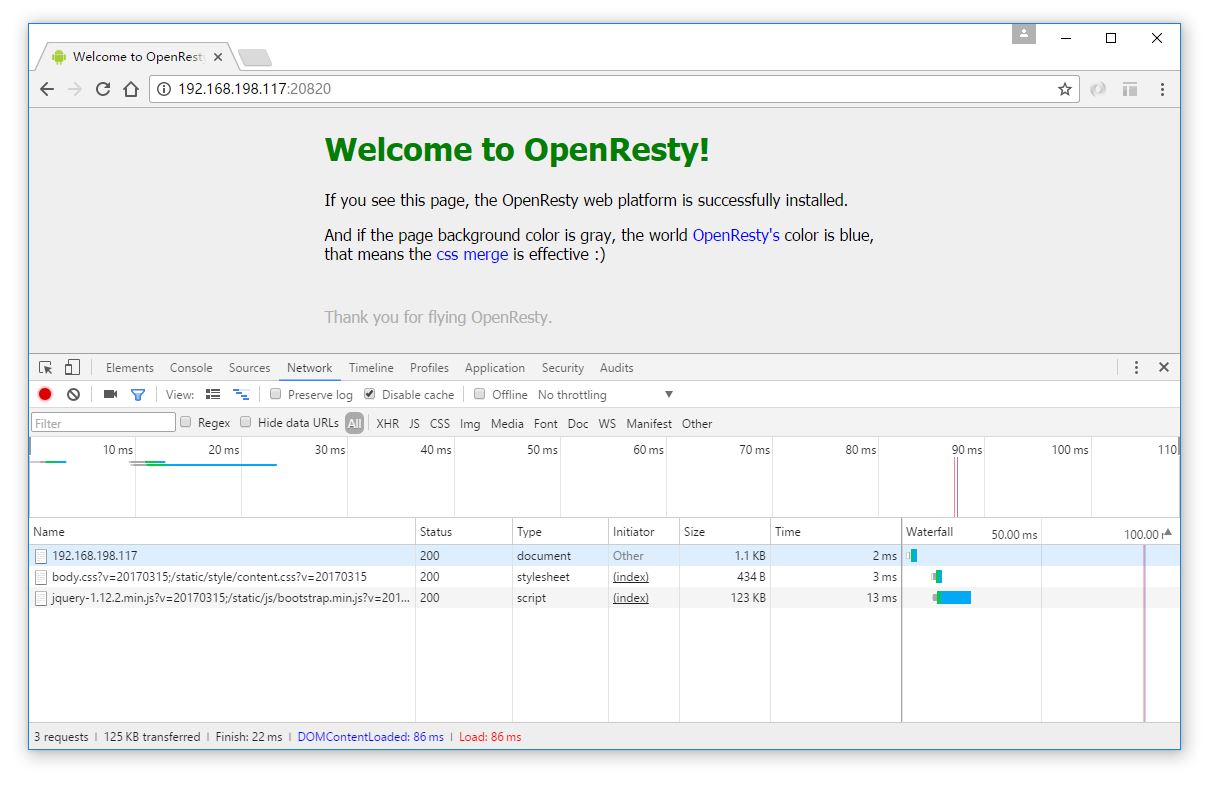 Welcome to OpenResty
192.168.198.117:20820
Welcome to OpenResty!
If you see this page, the OpenResty web platform is successfully installed.
And if the page background color is gray, the world OpenResty's color is blue,
that means the css merge is effective :)
Thank you for flying OpenResty.
Elements Console Sources Network Timeline Profiles Application Security Audits
View: Preserve log Disable cache Offline No throttling
Filter Regex Hide data URLs All XHR JS CSS Img Media Font Doc WS Manifest Other
10 ms 20 ms 30 ms 40 ms 50 ms 60 ms 70 ms 80 ms 90 ms 100 ms 110
Name Status Type Initiator Size Time Waterfall 50.00 ms 100.00 r
192.168.198.117 200 document Other 1.1 KB 2 ms
body.css?v=20170315;/static/style/content.css?v=20170315 200 stylesheet (index) 434 B 3 ms
jquery-1.12.2.min.js?v=20170315;/static/js/bootstrap.min.js?v=201... 200 script (index) 123 KB 13 ms
3 requests | 125 KB transferred | Finish: 22 ms | DOMContentLoaded: 86 ms | Load: 86 ms